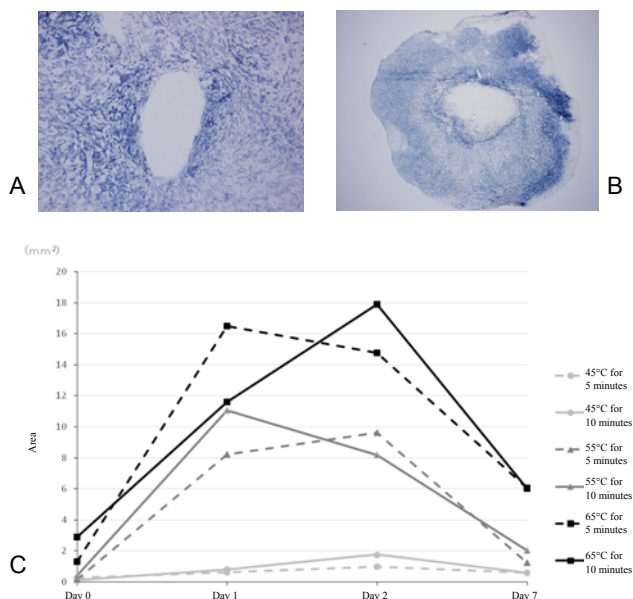 A
B
(mm²)
20
18
16
14
12
10
8
6
4
2
0
Area
C
Day 0
Day 1
Day 2
Day 7
45°C for
5 minutes
45°C for
10 minutes
55°C for
5 minutes
55°C for
10 minutes
65°C for
5 minutes
65°C for
10 minutes